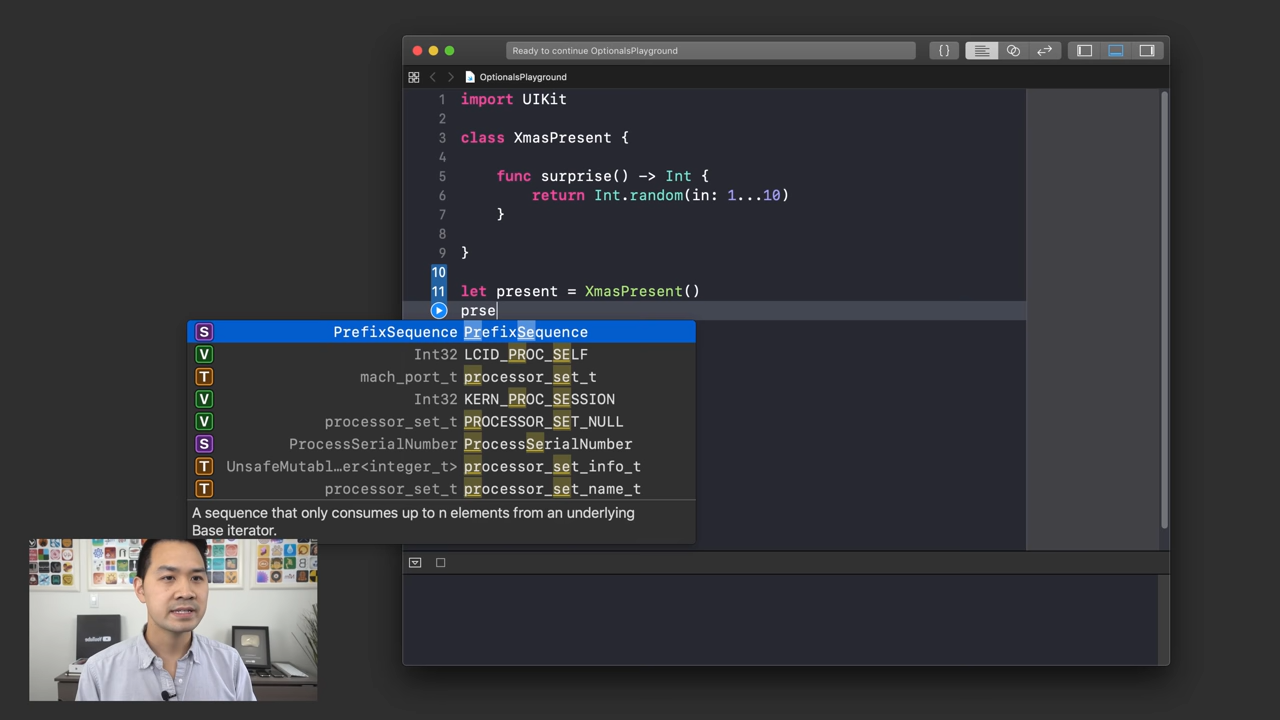 Ready to continue OptionalsPlayground
{}
OptionalsPlayground
1 import UIKit
2
3 class XmasPresent {
4
5 func surprise() -> Int {
6 return Int.random(in: 1...10)
7 }
8
9 }
10
11 let present = XmasPresent()
prse
S PrefixSequence PrefixSequence
V Int32 LCID_PROC_SELF
T mach_port_t processor_set_t
V Int32 KERN_PROC_SESSION
V processor_set_t PROCESSOR_SET_NULL
S ProcessSerialNumber ProcessSerialNumber
T UnsafeMutabl…er<integer_t> processor_set_info_t
T processor_set_t processor_set_name_t
A sequence that only consumes up to n elements from an underlying
Base iterator.
YouTube